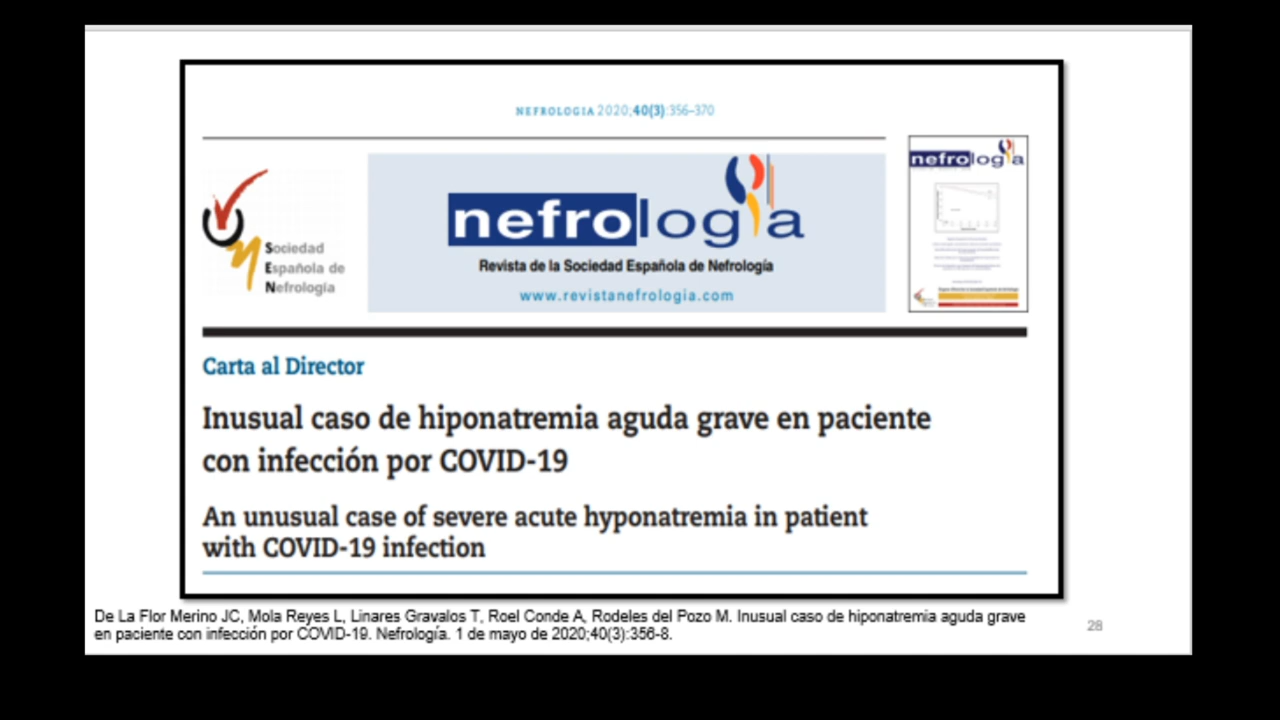 NEFROLOGIA 2020;40(3):356–370
Sociedad
Española de
Nefrología
nefrología
Revista de la Sociedad Española de Nefrología
www.revistanefrologia.com
nefrología
Carta al Director
Inusual caso de hiponatremia aguda grave en paciente
con infección por COVID-19
An unusual case of severe acute hyponatremia in patient
with COVID-19 infection
De La Flor Merino JC, Mola Reyes L, Linares Gravalos T, Roel Conde A, Rodeles del Pozo M. Inusual caso de hiponatremia aguda grave
en paciente con infección por COVID-19. Nefrología. 1 de mayo de 2020;40(3):356-8.
28